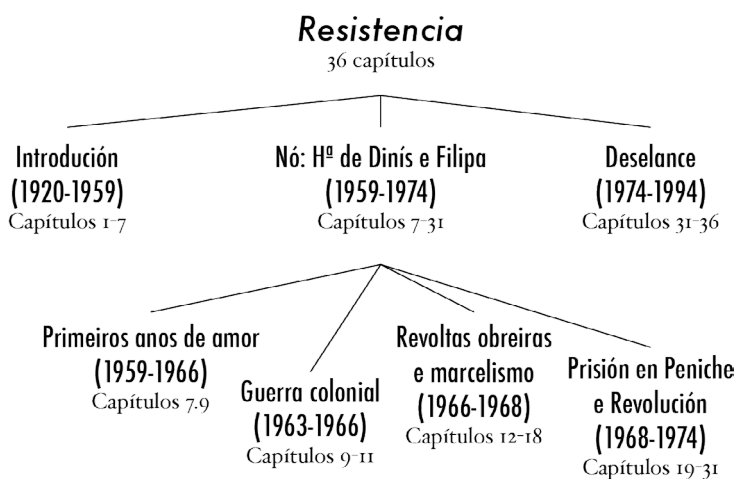 Resistencia
36 capítulos
Introdución
(1920-1959)
Capítulos 1-7
Nó: Hª de Dinís e Filipa
(1959-1974)
Capítulos 7-31
Deselance
(1974-1994)
Capítulos 31-36
Primeiros anos de amor
(1959-1966)
Capítulos 7.9
Guerra colonial
(1963-1966)
Capítulos 9-11
Revoltas obreiras
e marcelismo
(1966-1968)
Capítulos 12-18
Prisión en Peniche
e Revolución
(1968-1974)
Capítulos 19-31